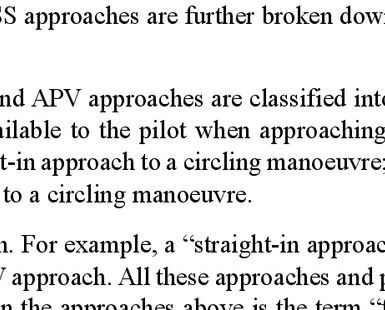 SS approaches are further broken dow
nd APV approaches are classified int
ailable to the pilot when approaching
t-in approach to a circling manoeuvre;
to a circling manoeuvre.
h. For example, a “straight-in approac
V approach. All these approaches and p
n the approaches above is the term “